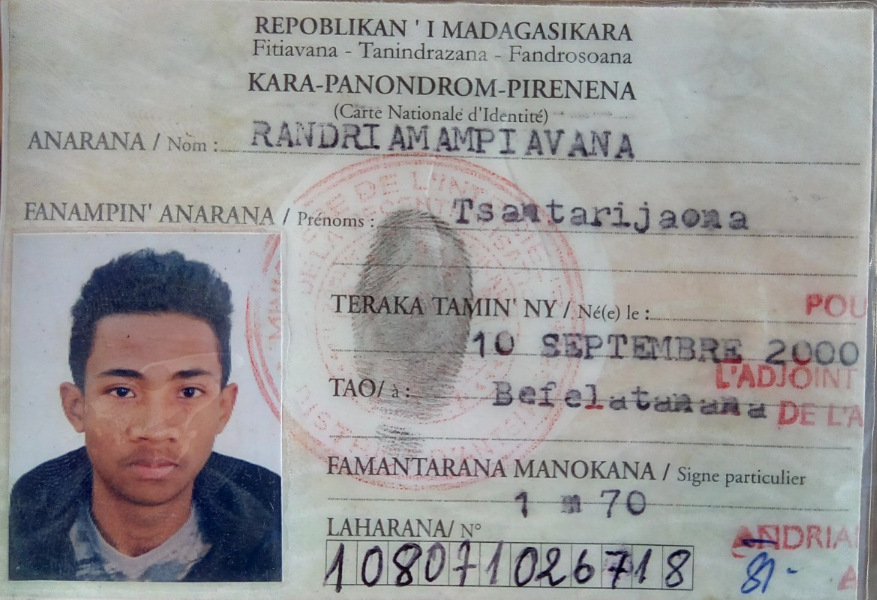 REPOBLIKAN ' I MADAGASIKARA
Fitiavana - Tanindrazana - Fandrosoana
KARA-PANONDROM-PIRENENA
(Carte Nationale d'Identité)
ANARANA / Nom : RANDRIAMAMPIAVANA
FANAMPIN' ANARANA / Prénoms : Tsantarijaona
TERAKA TAMIN' NY / Né(e) le :
POU
10 SEPTEMBRE 2000
L'ADJOINT
TAO/ à : Befelatanana
DE L'A
FAMANTARANA MANOKANA / Signe particulier
1 m 70
LAHARANA/ N°
ANDRIA
108071026718
81-
A